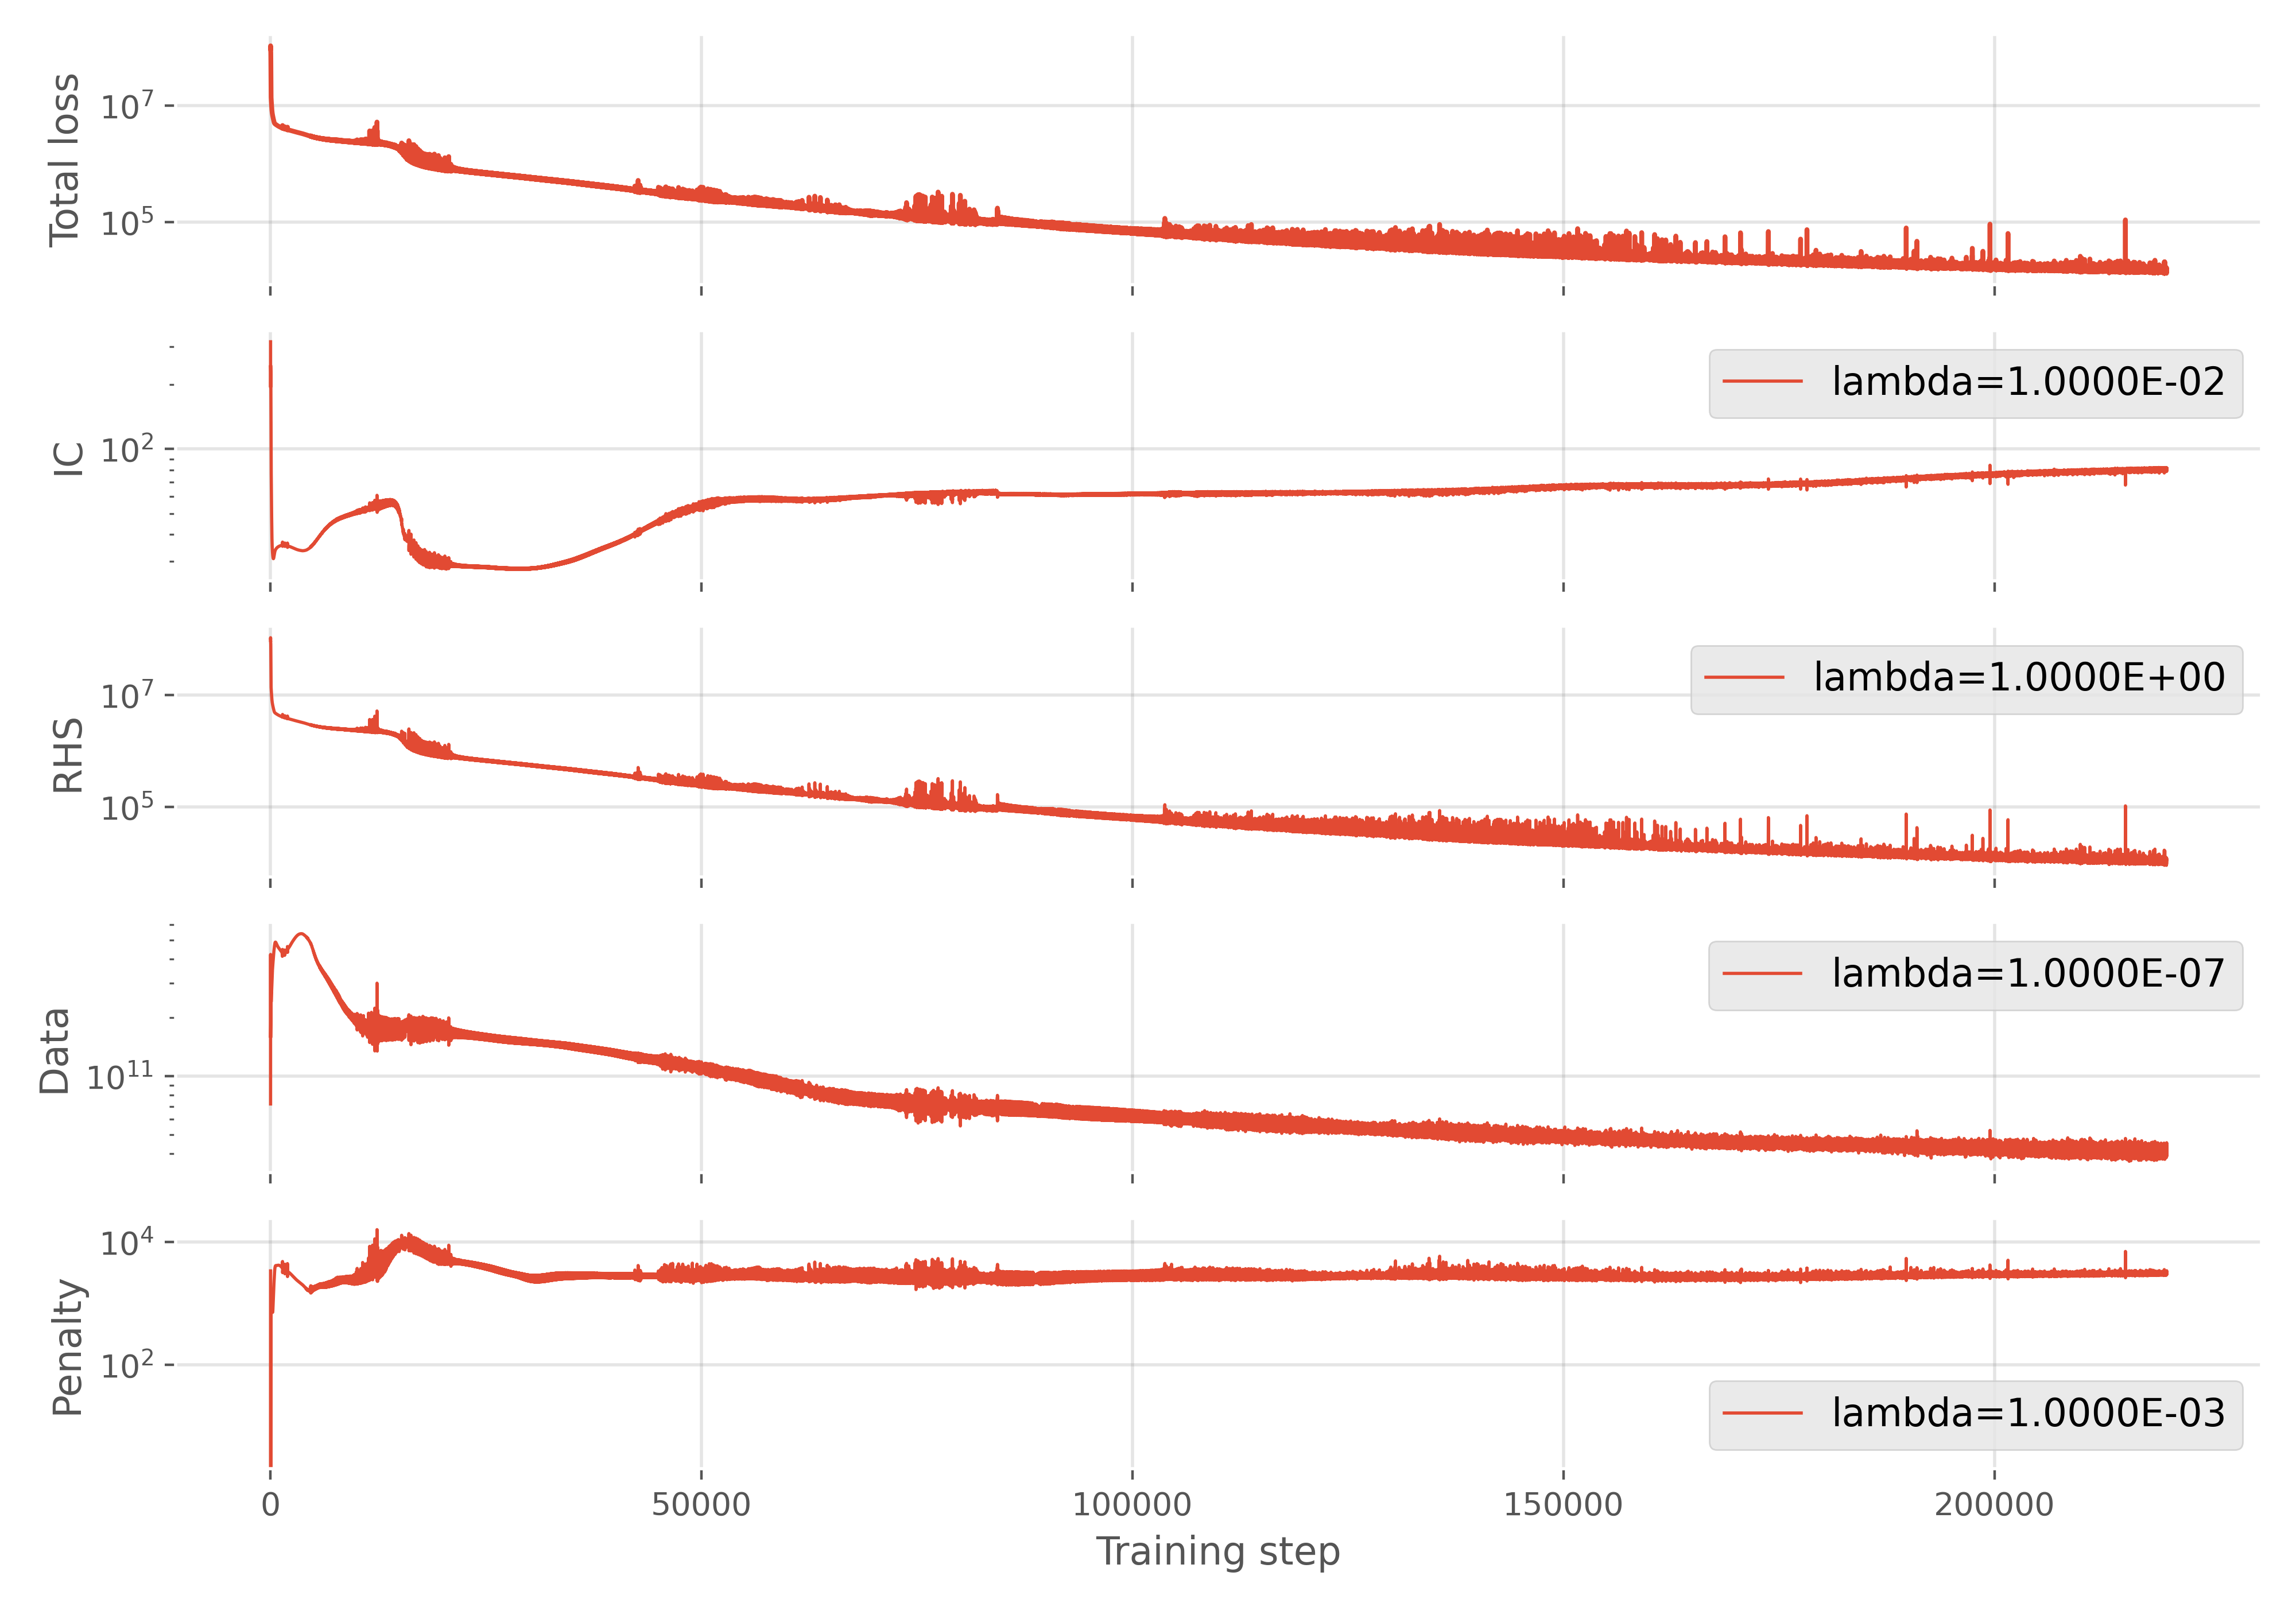 Total loss
10^7
10^5
IC
10^2
lambda=1.0000E-02
RHS
10^7
10^5
lambda=1.0000E+00
Data
10^11
lambda=1.0000E-07
Penalty
10^4
10^2
lambda=1.0000E-03
0 50000 100000 150000 200000
Training step